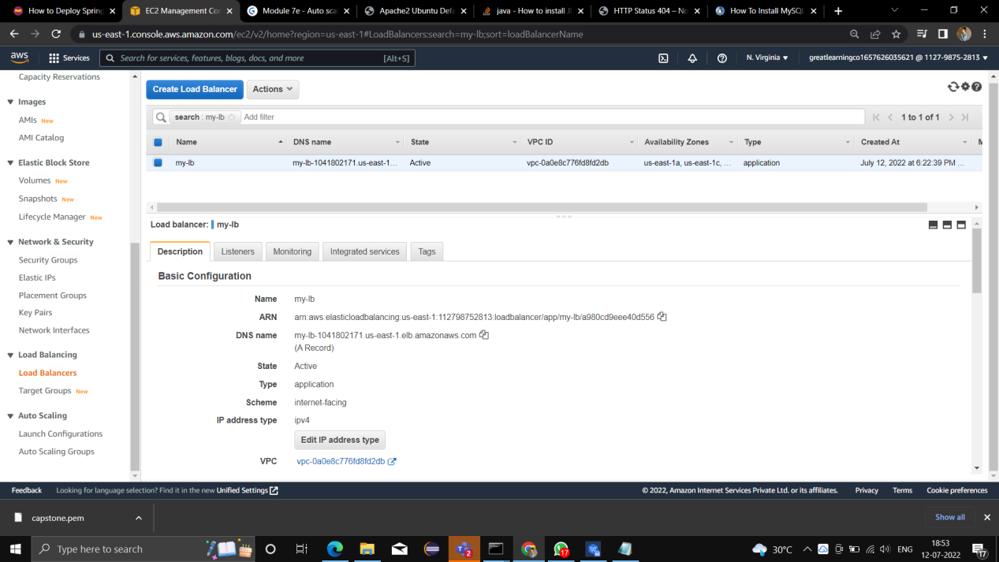 How to Deploy Spring
EC2 Management Co
Module 7e - Auto sca
Apache2 Ubuntu Defa
java - How to install J
HTTP Status 404 – No
How To Install MySQL
us-east-1.console.aws.amazon.com/ec2/v2/home?region=us-east-1#LoadBalancers:search=my-lb;sort=loadBalancerName
aws
Services
Search for services, features, blogs, docs, and more
[Alt+S]
N. Virginia
greatlearningco1657626035621 @ 1127-9875-2813
Capacity Reservations
Images
AMIs New
AMI Catalog
Elastic Block Store
Volumes New
Snapshots New
Lifecycle Manager New
Network & Security
Security Groups
Elastic IPs
Placement Groups
Key Pairs
Network Interfaces
Load Balancing
Load Balancers
Target Groups New
Auto Scaling
Launch Configurations
Auto Scaling Groups
Create Load Balancer
Actions
search : my-lb
Add filter
1 to 1 of 1
Name DNS name State VPC ID Availability Zones Type Created At M
my-lb my-lb-1041802171.us-east-1... Active vpc-0a0e8c776fd8fd2db us-east-1a, us-east-1c, ... application July 12, 2022 at 6:22:39 PM ...
Load balancer: my-lb
Description Listeners Monitoring Integrated services Tags
Basic Configuration
Name my-lb
ARN arn:aws:elasticloadbalancing:us-east-1:112798752813:loadbalancer/app/my-lb/a980cd9eee40d556
DNS name my-lb-1041802171.us-east-1.elb.amazonaws.com
(A Record)
State Active
Type application
Scheme internet-facing
IP address type ipv4
Edit IP address type
VPC vpc-0a0e8c776fd8fd2db
Feedback Looking for language selection? Find it in the new Unified Settings
© 2022, Amazon Internet Services Private Ltd. or its affiliates. Privacy Terms Cookie preferences
capstone.pem
Show all
Type here to search
2
17
30°C
ENG
18:53
12-07-2022
17